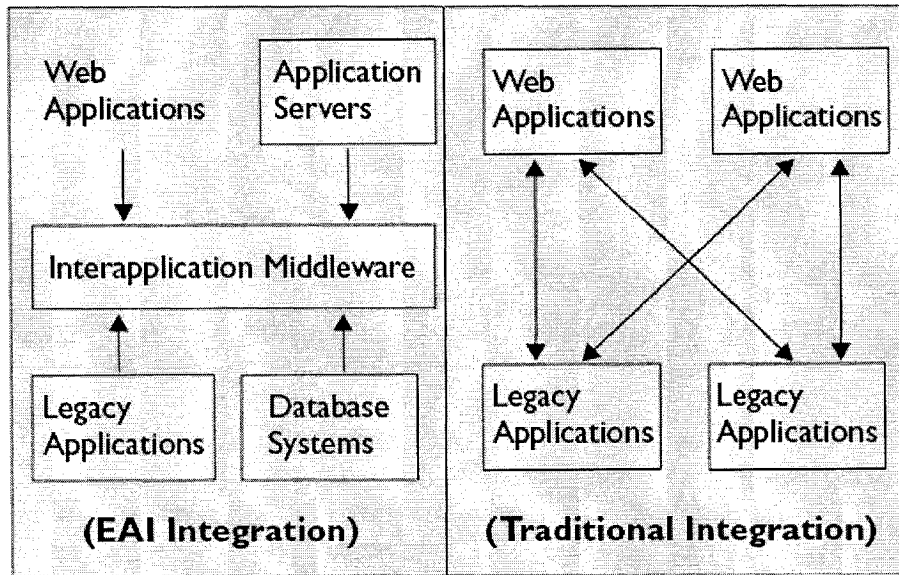 Web
Applications
Application
Servers
Interapplication Middleware
Legacy
Applications
Database
Systems
(EAI Integration)
Web
Applications
Web
Applications
Legacy
Applications
Legacy
Applications
(Traditional Integration)